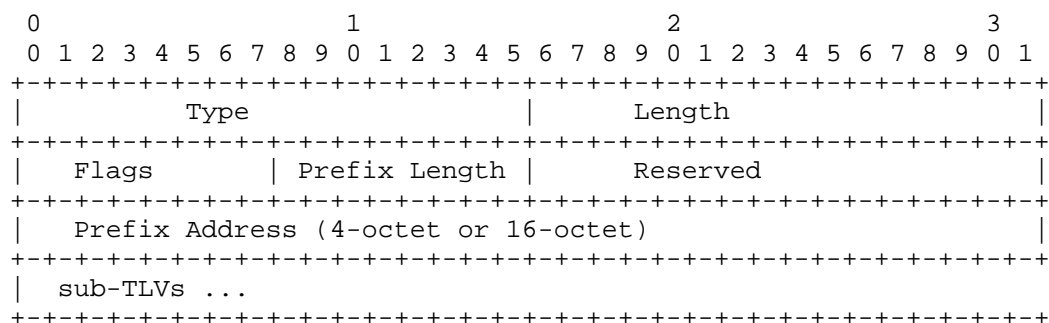 0                   1                   2                   3
 0 1 2 3 4 5 6 7 8 9 0 1 2 3 4 5 6 7 8 9 0 1 2 3 4 5 6 7 8 9 0 1
+-+-+-+-+-+-+-+-+-+-+-+-+-+-+-+-+-+-+-+-+-+-+-+-+-+-+-+-+-+-+-+-+
|          Type                 |      Length                   |
+-+-+-+-+-+-+-+-+-+-+-+-+-+-+-+-+-+-+-+-+-+-+-+-+-+-+-+-+-+-+-+-+
|   Flags       | Prefix Length |      Reserved                 |
+-+-+-+-+-+-+-+-+-+-+-+-+-+-+-+-+-+-+-+-+-+-+-+-+-+-+-+-+-+-+-+-+
|   Prefix Address (4-octet or 16-octet)                        |
+-+-+-+-+-+-+-+-+-+-+-+-+-+-+-+-+-+-+-+-+-+-+-+-+-+-+-+-+-+-+-+-+
|  sub-TLVs ...
+-+-+-+-+-+-+-+-+-+-+-+-+-+-+-+-+-+-+-+-+-+-+-+-+-+-+-+-+-+-+-+-+